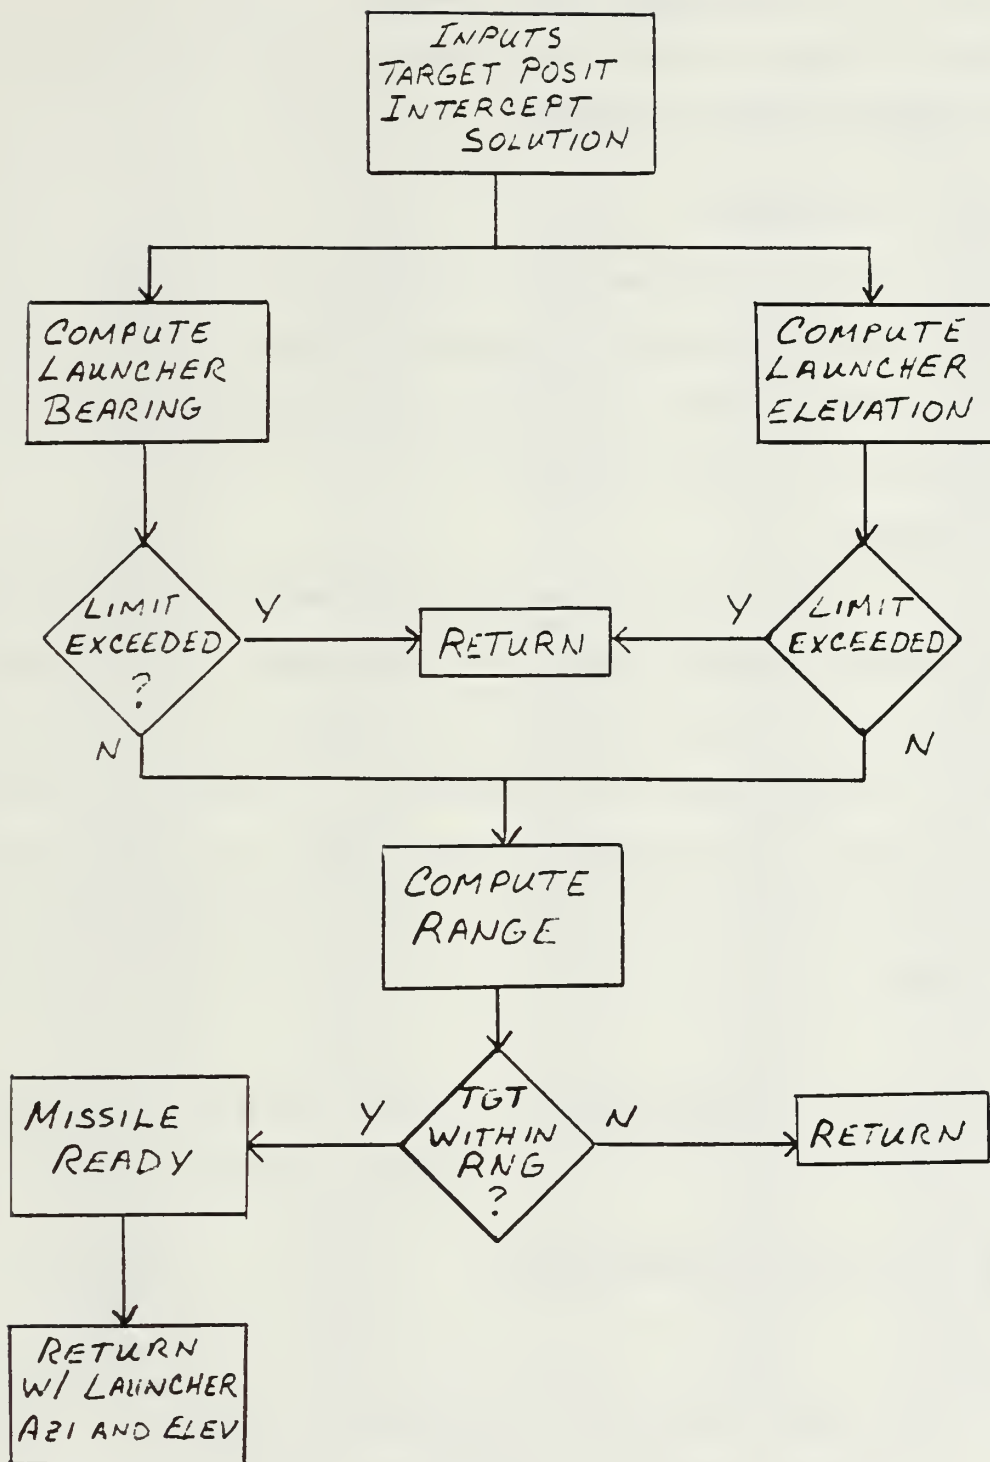 INPUTS
TARGET POSIT
INTERCEPT
SOLUTION
COMPUTE
LAUNCHER
BEARING
COMPUTE
LAUNCHER
ELEVATION
LIMIT
EXCEEDED
?
Y
N
RETURN
Y
LIMIT
EXCEEDED
N
COMPUTE
RANGE
TGT
WITHIN
RNG
?
Y
N
MISSILE
READY
RETURN
RETURN
W/ LAUNCHER
AZI AND ELEV